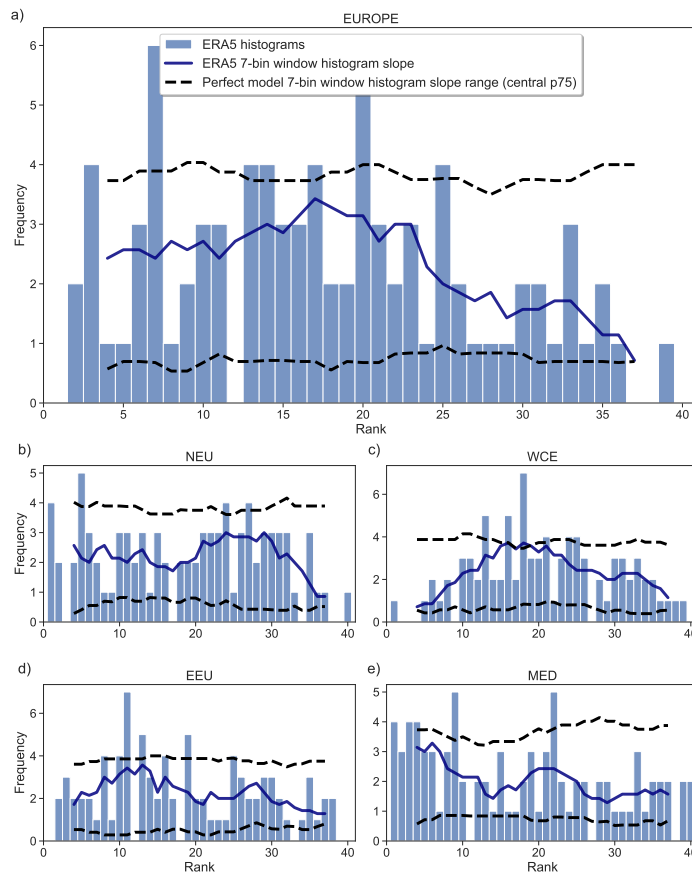 a)
EUROPE
ERA5 histograms
ERA5 7-bin window histogram slope
Perfect model 7-bin window histogram slope range (central p75)
Frequency
6
5
4
3
2
1
0
0 5 10 15 20 25 30 35 40
Rank
b)
NEU
Frequency
5
4
3
2
1
0
0 10 20 30 40
c)
WCE
6
4
2
0
0 10 20 30 40
d)
EEU
Frequency
6
4
2
0
0 10 20 30 40
Rank
e)
MED
5
4
3
2
1
0
0 10 20 30 40
Rank